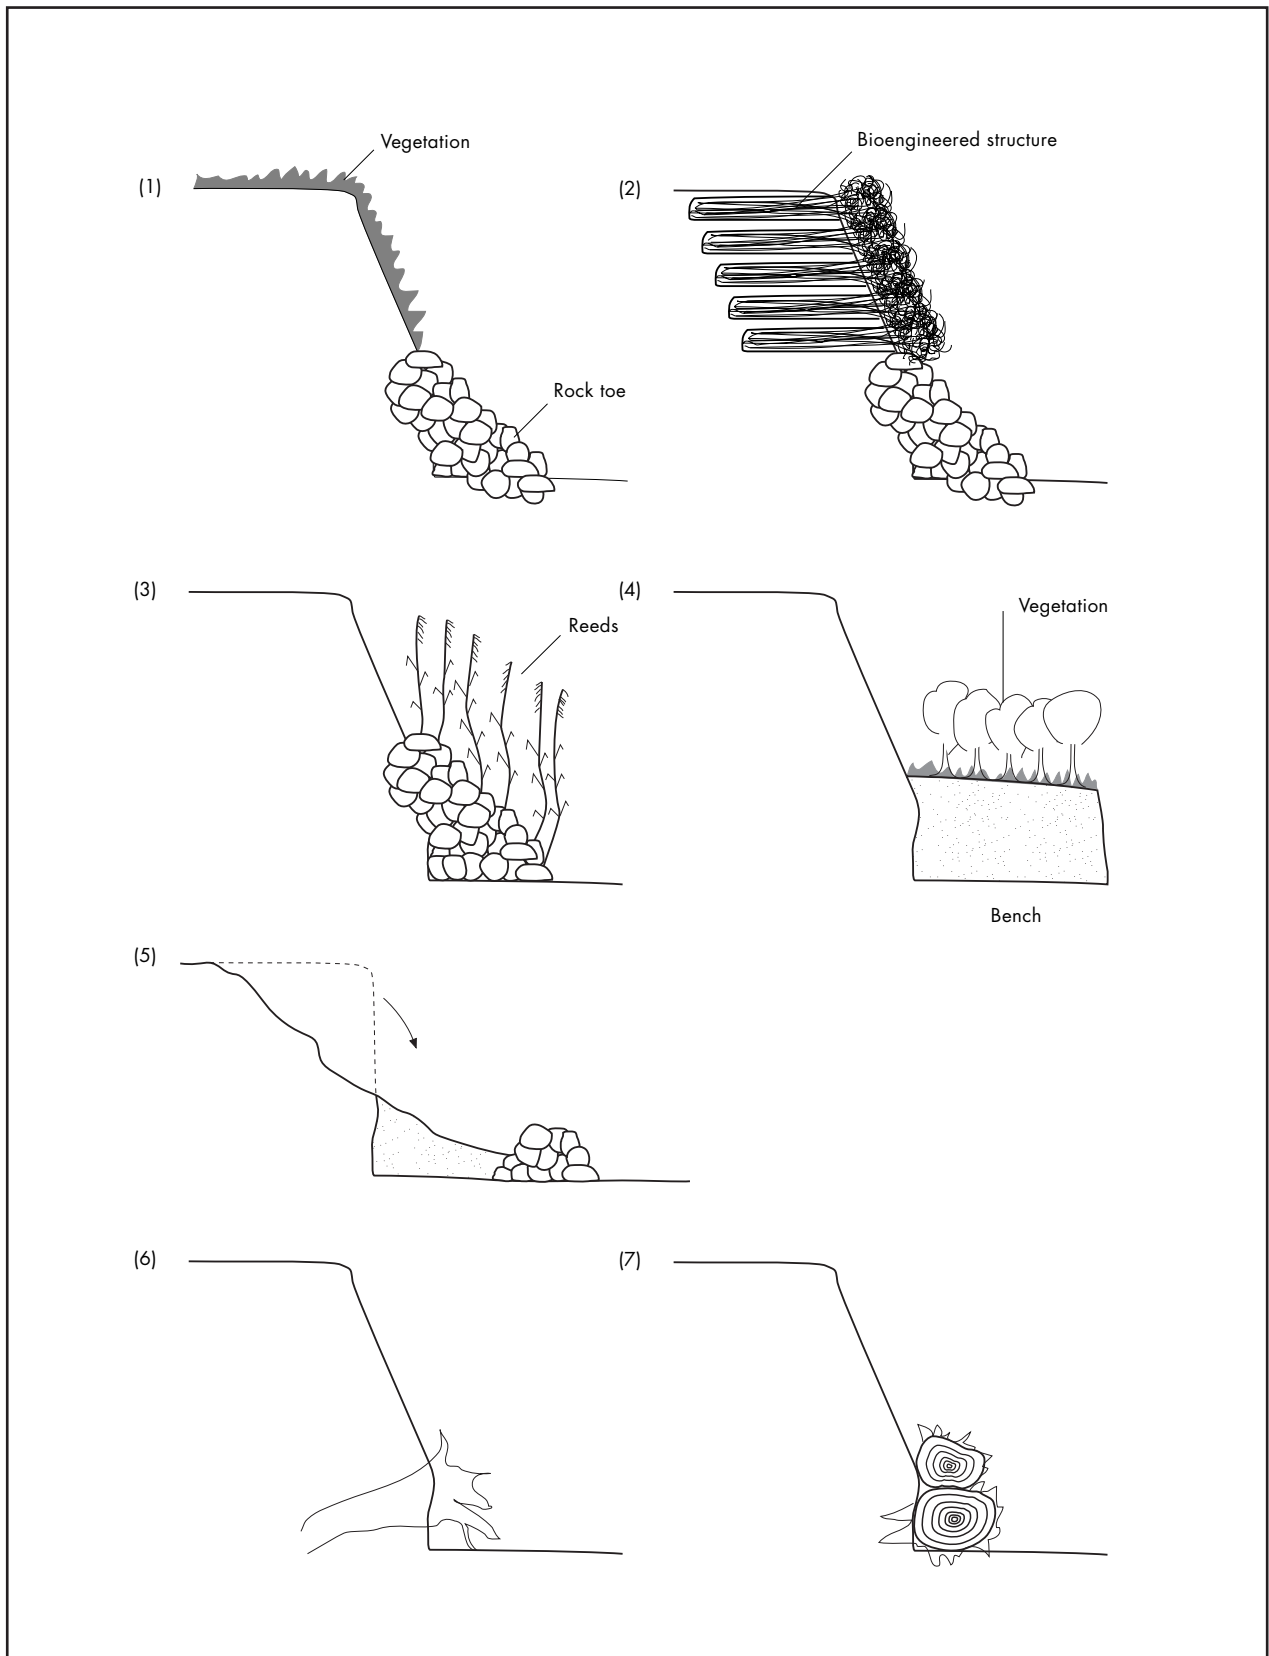 Vegetation
(1)
Bioengineered structure
(2)
Rock toe
(3)
Reeds
(4)
Vegetation
Bench
(5)
(6)
(7)